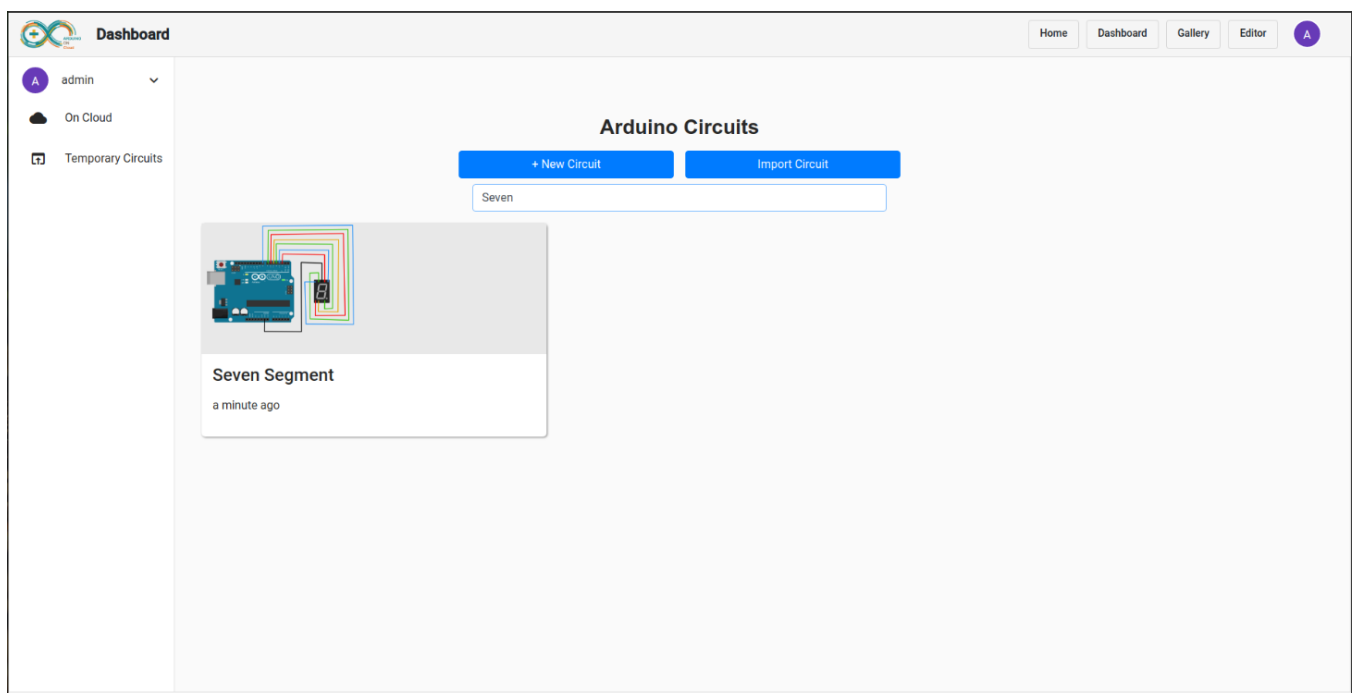 Dashboard
Home
Dashboard
Gallery
Editor
A
A
admin
On Cloud
Temporary Circuits
Arduino Circuits
+ New Circuit
Import Circuit
Seven
Seven Segment
a minute ago